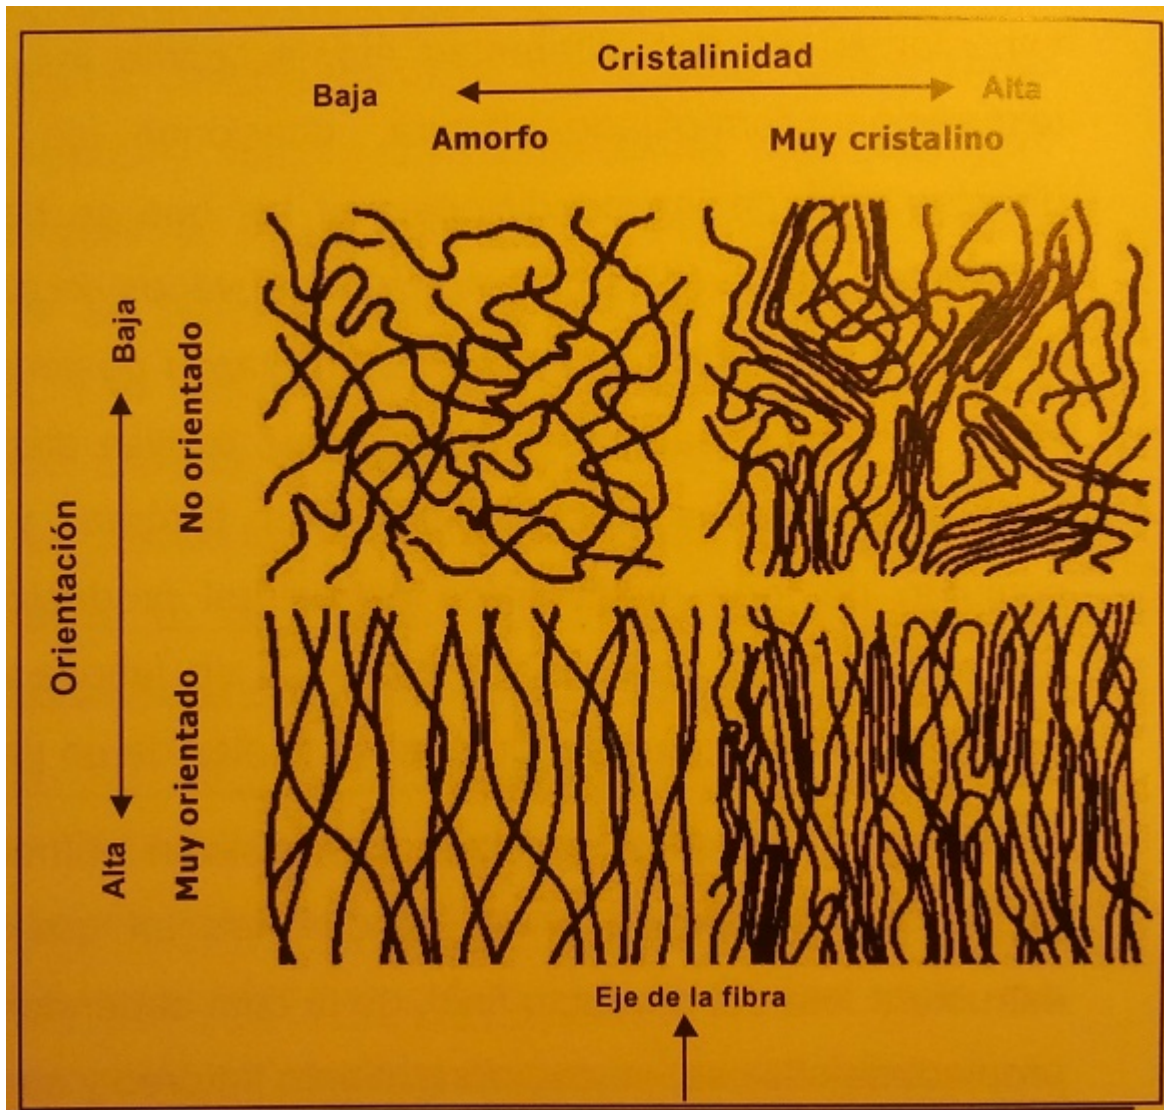 Cristalinidad
Baja
Alta
Amorfo
Muy cristalino
Orientación
Baja
Alta
No orientado
Muy orientado
Eje de la fibra